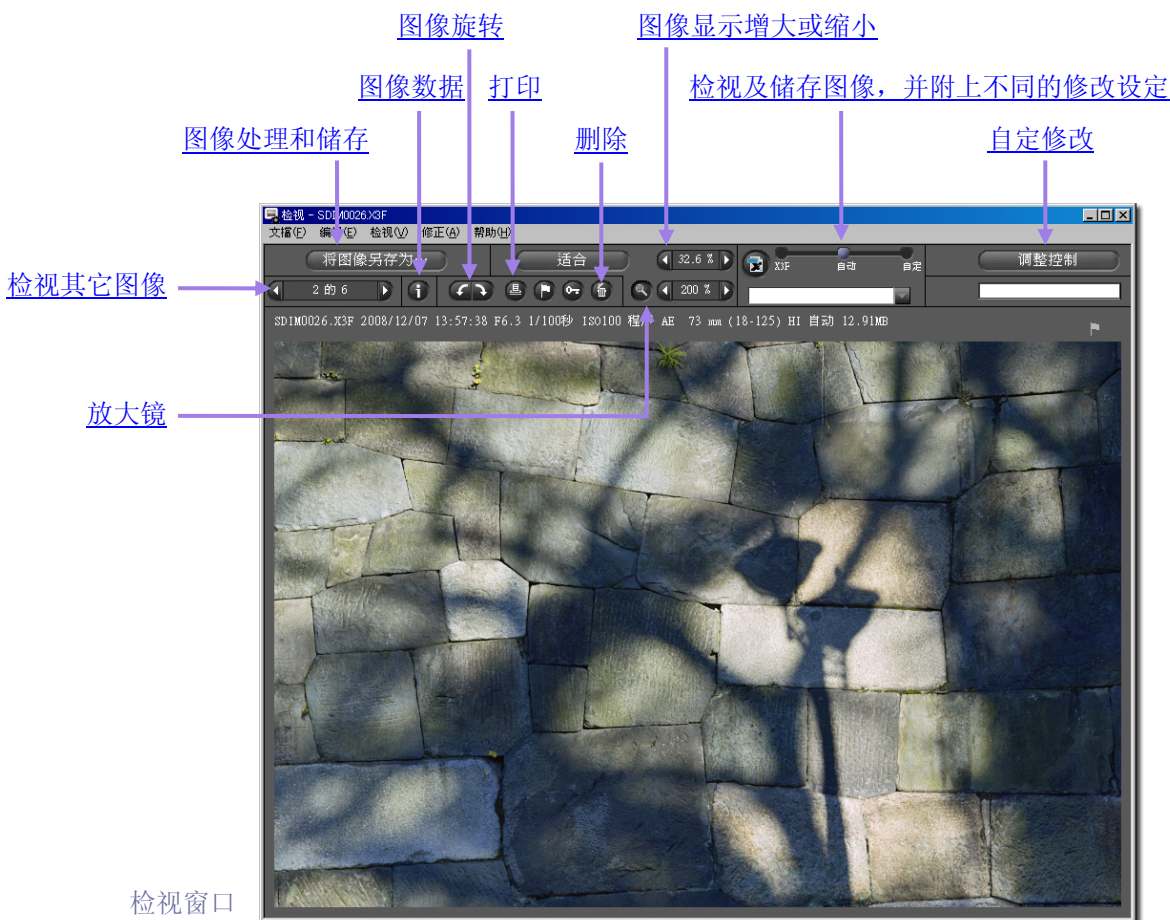 图像旋转
图像显示增大或缩小
图像数据
打印
检视及储存图像，并附上不同的修改设定
图像处理和储存
删除
自定修改
检视 - SDIM0026.X3F
文檔(F) 编辑(E) 检视(V) 修正(A) 帮助(H)
将图像另存为...
适合
32.6 %
X3F
自动
自定
调整控制
检视其它图像
2 的 6
200 %
SDIM0026.X3F 2008/12/07 13:57:38 F6.3 1/100秒 ISO100 程序 AE 73 mm (18-125) HI 自动 12.91MB
放大镜
检视窗口